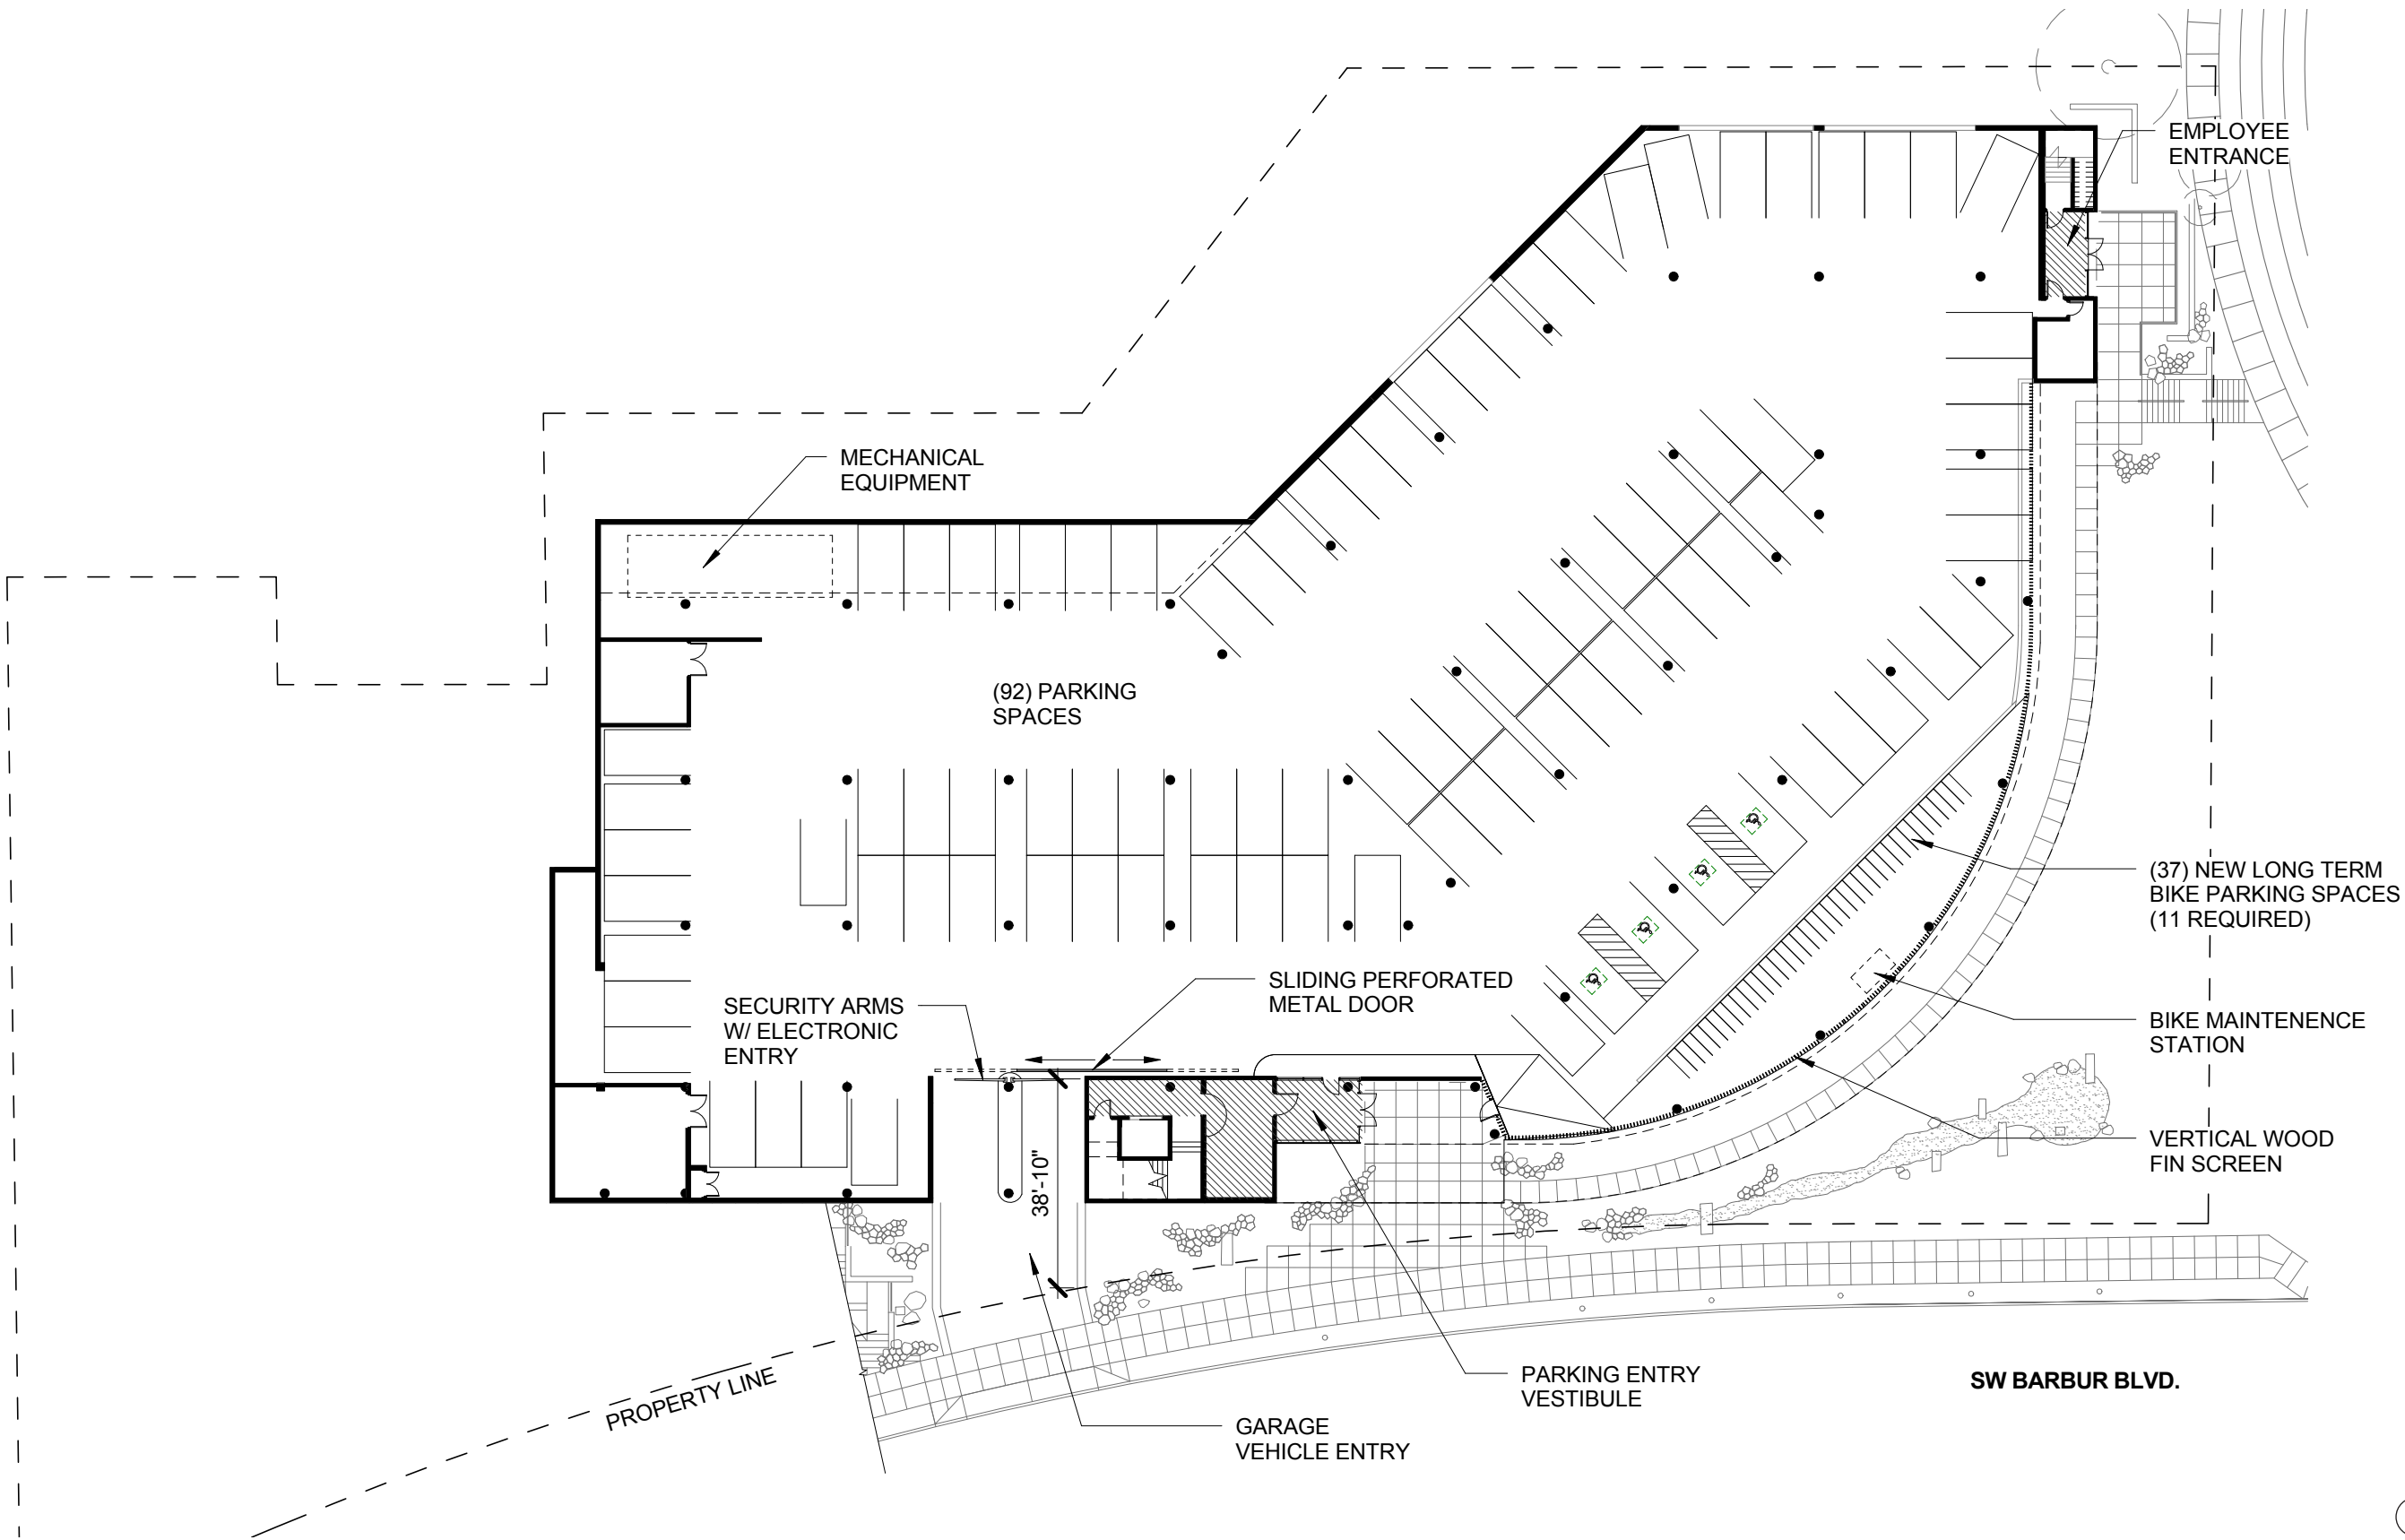 EMPLOYEE
ENTRANCE
MECHANICAL
EQUIPMENT
(92) PARKING
SPACES
(37) NEW LONG TERM
BIKE PARKING SPACES
(11 REQUIRED)
SLIDING PERFORATED
METAL DOOR
SECURITY ARMS
W/ ELECTRONIC
ENTRY
BIKE MAINTENENCE
STATION
VERTICAL WOOD
FIN SCREEN
38'-10"
PROPERTY LINE
PARKING ENTRY
VESTIBULE
SW BARBUR BLVD.
GARAGE
VEHICLE ENTRY